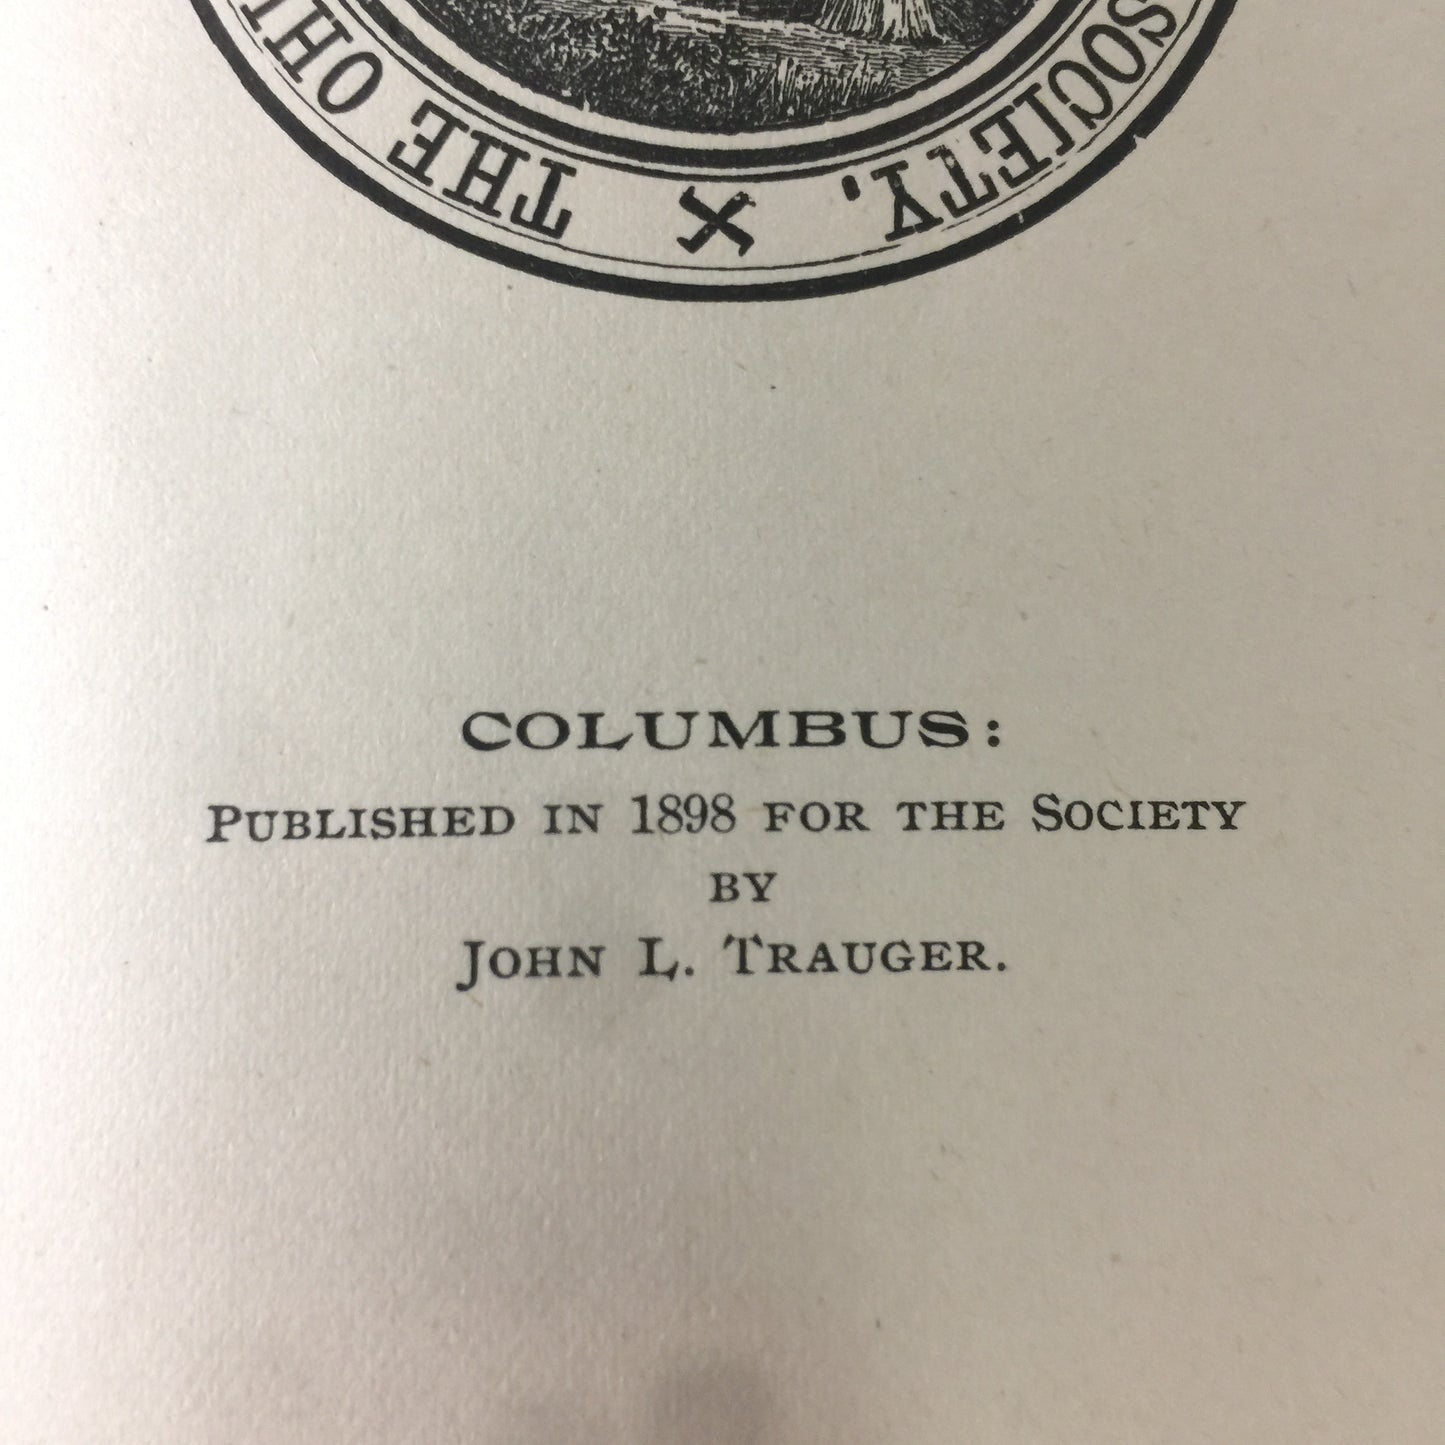 THE OHI
SOCIETY.
COLUMBUS:
PUBLISHED IN 1898 FOR THE SOCIETY
BY
JOHN L. TRAUGER.